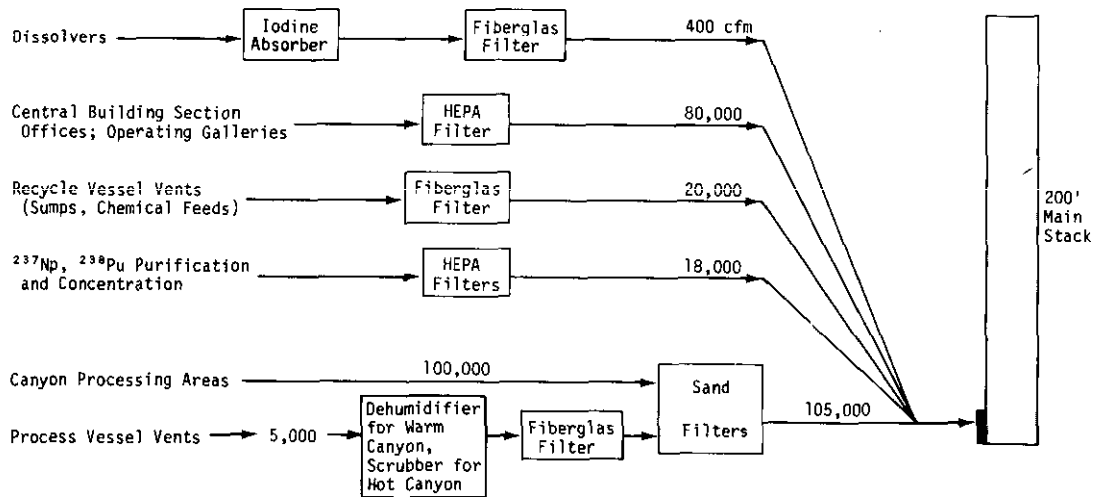 Dissolvers
Iodine
Absorber
Fiberglas
Filter
400 cfm
Central Building Section
Offices; Operating Galleries
HEPA
Filter
80,000
Recycle Vessel Vents
(Sumps, Chemical Feeds)
Fiberglas
Filter
20,000
200'
Main
Stack
²³⁷Np, ²³⁸Pu Purification
and Concentration
HEPA
Filters
18,000
Canyon Processing Areas
100,000
Sand
Filters
105,000
Process Vessel Vents
5,000
Dehumidifier
for Warm
Canyon,
Scrubber for
Hot Canyon
Fiberglas
Filter